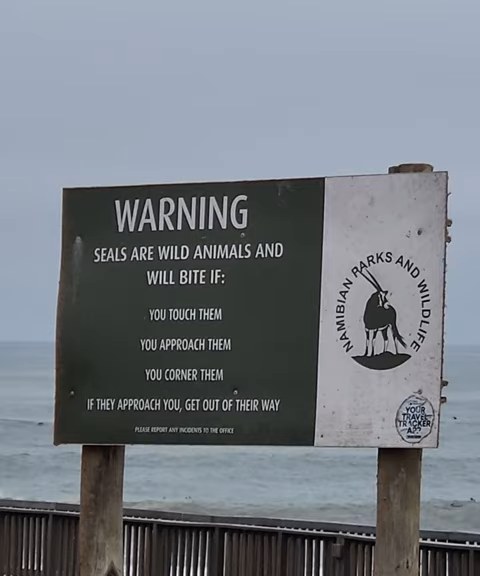 WARNING
SEALS ARE WILD ANIMALS AND
WILL BITE IF:
YOU TOUCH THEM
YOU APPROACH THEM
YOU CORNER THEM
IF THEY APPROACH YOU, GET OUT OF THEIR WAY
PLEASE REPORT ANY INCIDENTS TO THE OFFICE
NAMIBIAN PARKS AND WILDLIFE
YOUR
TRAVEL
TRACKER
APP